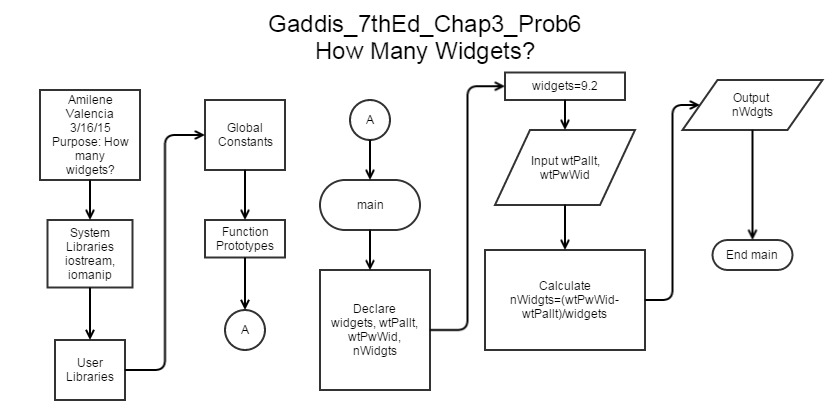 Gaddis_7thEd_Chap3_Prob6
How Many Widgets?
Amilene
Valencia
3/16/15
Purpose: How
many
widgets?
System
Libraries
iostream,
iomanip
User
Libraries
Global
Constants
Function
Prototypes
A
A
main
Declare
widgets, wtPallt,
wtPwWid,
nWidgts
widgets=9.2
Input wtPallt,
wtPwWid
Calculate
nWidgts=(wtPwWid-
wtPallt)/widgets
Output
nWdgts
End main